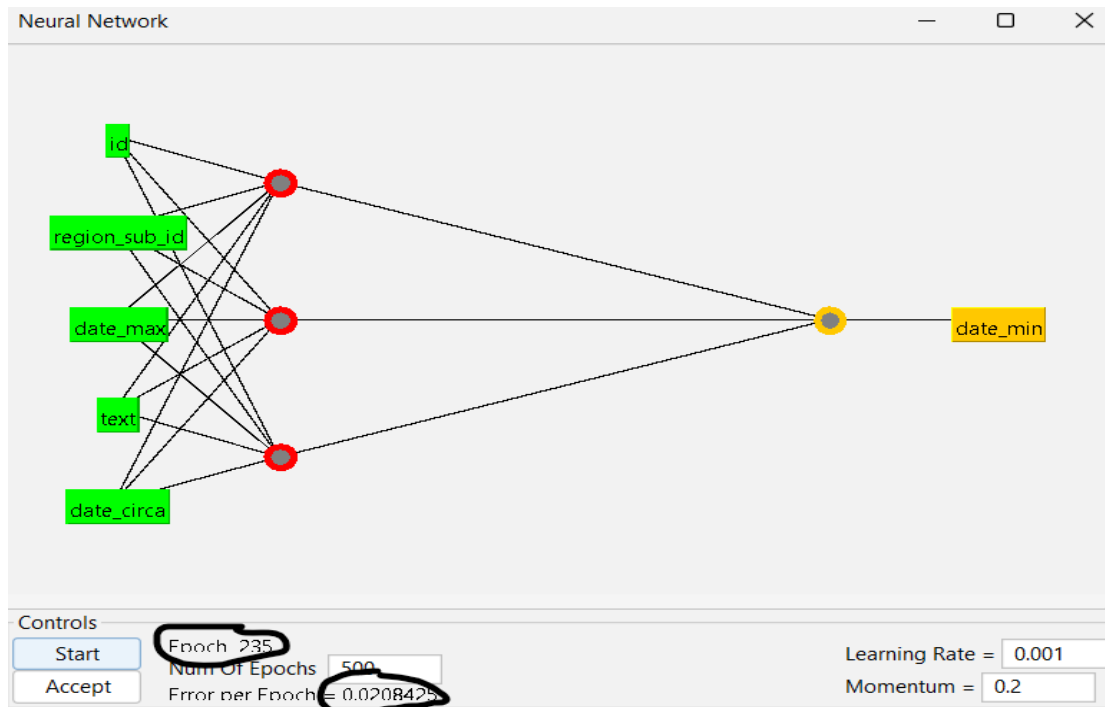 Neural Network
id
region_sub_id
date_max
date_min
text
date_circa
Controls
Start
Epoch 235
Num Of Epochs 500
Learning Rate = 0.001
Accept
Error per Epoch = 0.0208425
Momentum = 0.2